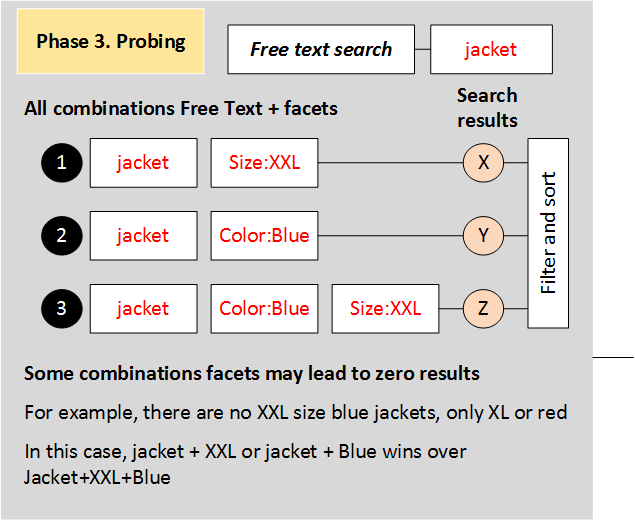 Phase 3. Probing
Free text search
jacket
All combinations Free Text + facets
Search
results
1
jacket
Size:XXL
X
2
jacket
Color:Blue
Y
3
jacket
Color:Blue
Size:XXL
Z
Filter and sort
Some combinations facets may lead to zero results
For example, there are no XXL size blue jackets, only XL or red
In this case, jacket + XXL or jacket + Blue wins over
Jacket+XXL+Blue